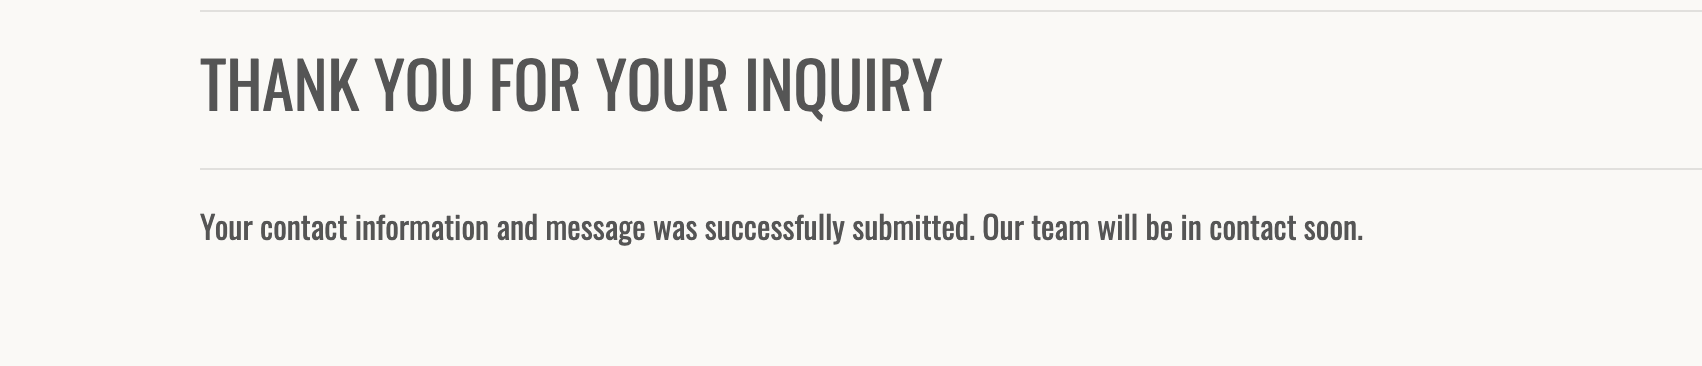 THANK YOU FOR YOUR INQUIRY
Your contact information and message was successfully submitted. Our team will be in contact soon.